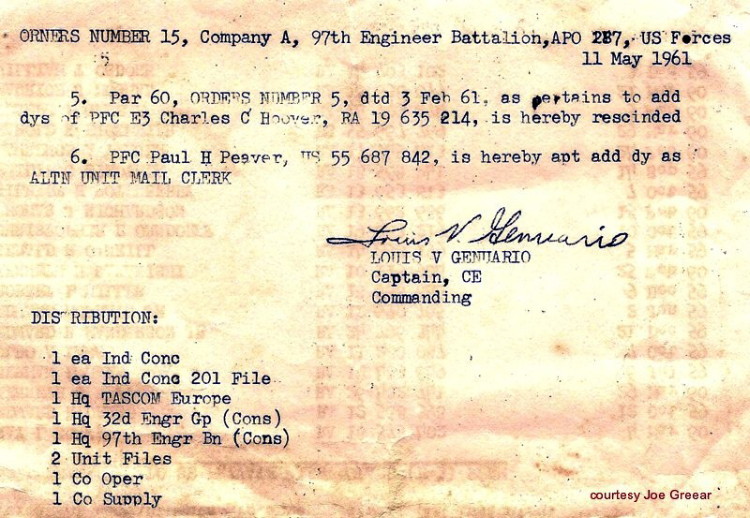 ORNERS NUMBER 15, Company A, 97th Engineer Battalion, APO 287, US Forces
11 May 1961
5. Par 60, ORDERS NUMBER 5, dtd 3 Feb 61, as pertains to add
dys of PFC E3 Charles C Hoover, RA 19 635 214, is hereby rescinded
6. PFC Paul H Peaver, US 55 687 842, is hereby apt add dy as
ALTN UNIT MAIL CLERK
Louis V. Genuario
LOUIS V GENUARIO
Captain, CE
Commanding
DISTRIBUTION:
1 ea Ind Conc
1 ea Ind Conc 201 File
1 Hq TASCOM Europe
1 Hq 32d Engr Gp (Cons)
1 Hq 97th Engr Bn (Cons)
2 Unit Files
1 Co Oper
1 Co Supply
courtesy Joe Greear